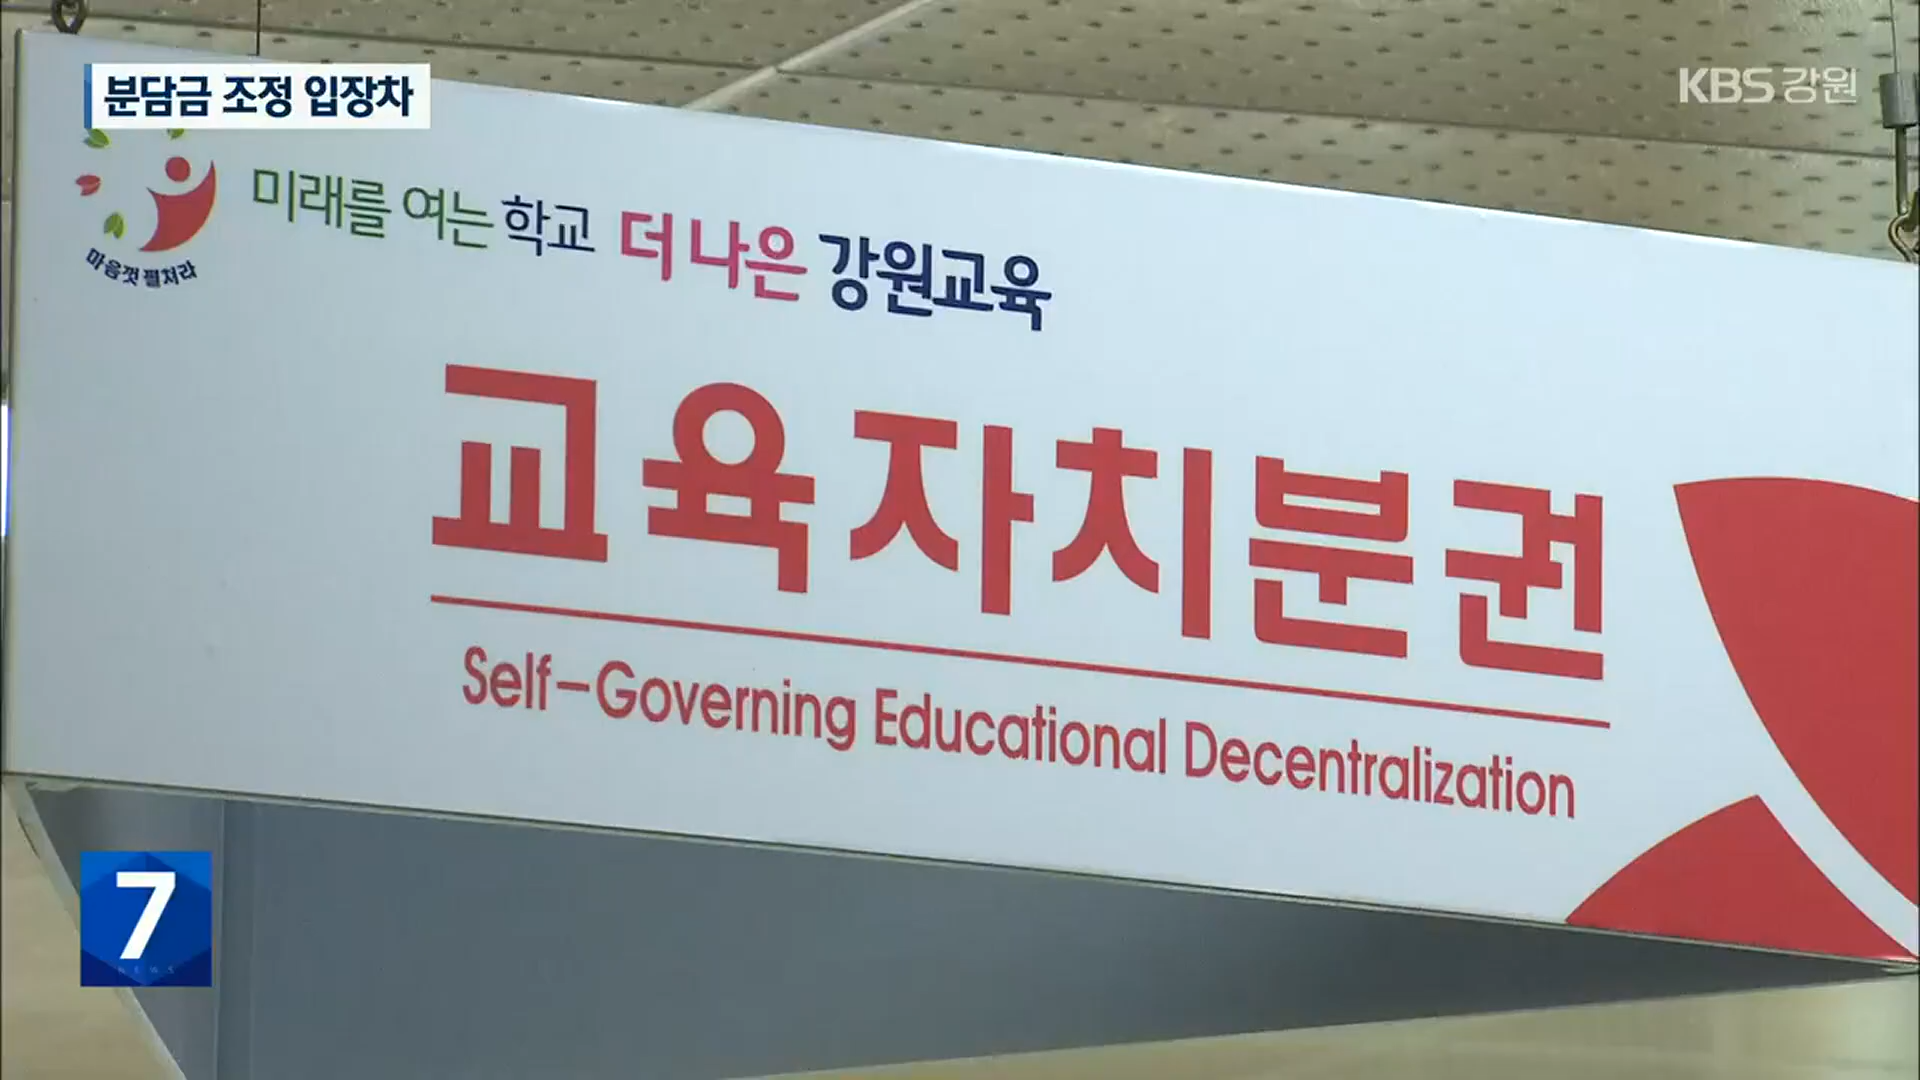 분담금 조정 입장차
KBS 강원
마음껏 펼쳐라
미래를 여는 학교 더 나은 강원교육
교육자치분권
Self-Governing Educational Decentralization
7
NEWS